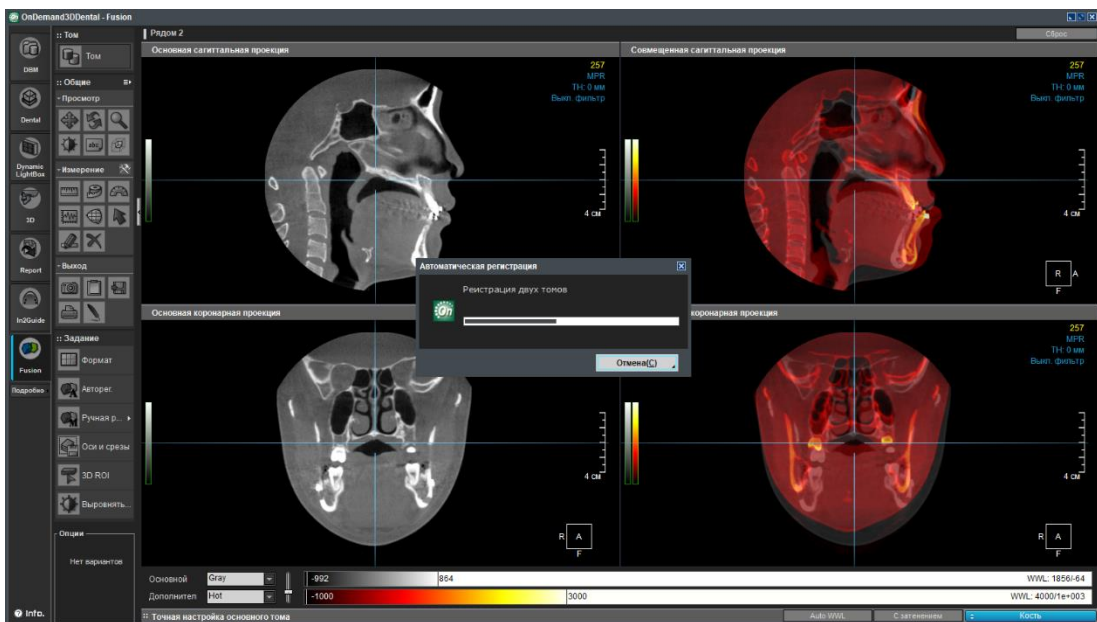 OnDemand3DDental - Fusion
DBM
Dental
Dynamic
LightBox
3D
Report
In2Guide
Fusion
Подробно
Info.
:: Том
Том
:: Общие
- Просмотр
abc
- Измерение
- Выход
:: Задание
Формат
Авторег.
Ручная р...
Оси и срезы
3D ROI
Выровнять...
Опции
Нет вариантов
Рядом 2
Сброс
Основная сагиттальная проекция
257
MPR
TH: 0 мм
Выкл. фильтр
4 см
Совмещенная сагиттальная проекция
257
MPR
TH: 0 мм
Выкл. фильтр
4 см
R A
F
Автоматическая регистрация
Реистрация двух томов
On
Отмена(C)
Основная коронарная проекция
4 см
R A
F
коронарная проекция
257
MPR
TH: 0 мм
Выкл. фильтр
4 см
R A
F
Основной Gray -992 864 WWL: 1856/-64
Дополнител Hot -1000 3000 WWL: 4000/1e+003
:: Точная настройка основного тома Auto WWL С затенением : Кость